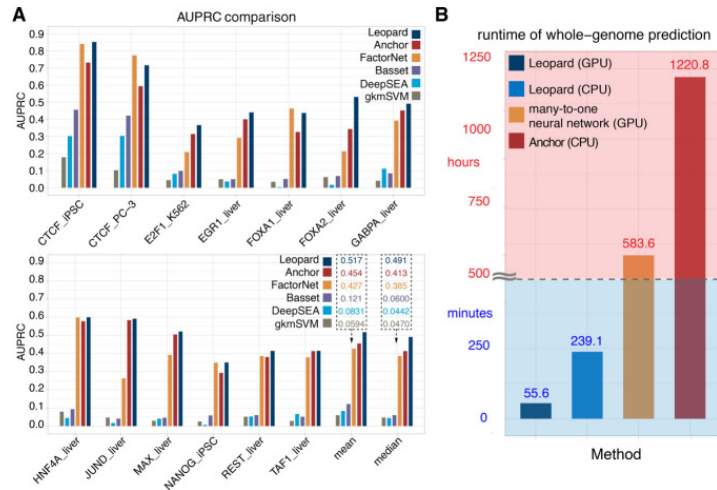 A
AUPRC comparison
0.9
0.8
0.7
0.6
0.5
0.4
0.3
0.2
0.1
0.0
AUPRC
Leopard
Anchor
FactorNet
Basset
DeepSEA
gkmSVM
CTCF_iPSC
CTCF_PC-3
E2F1_K562
EGR1_liver
FOXA1_liver
FOXA2_liver
GABPA_liver
0.9
0.8
0.7
0.6
0.5
0.4
0.3
0.2
0.1
0.0
AUPRC
Leopard 0.517 0.491
Anchor 0.454 0.413
FactorNet 0.427 0.385
Basset 0.121 0.0600
DeepSEA 0.0831 0.0442
gkmSVM 0.0594 0.0470
HNF4A_liver
JUND_liver
MAX_liver
NANOG_iPSC
REST_liver
TAF1_liver
mean
median
B
runtime of whole-genome prediction
1250
1000
hours
750
500
minutes
250
0
Leopard (GPU)
Leopard (CPU)
many-to-one
neural network (GPU)
Anchor (CPU)
55.6
239.1
583.6
1220.8
Method